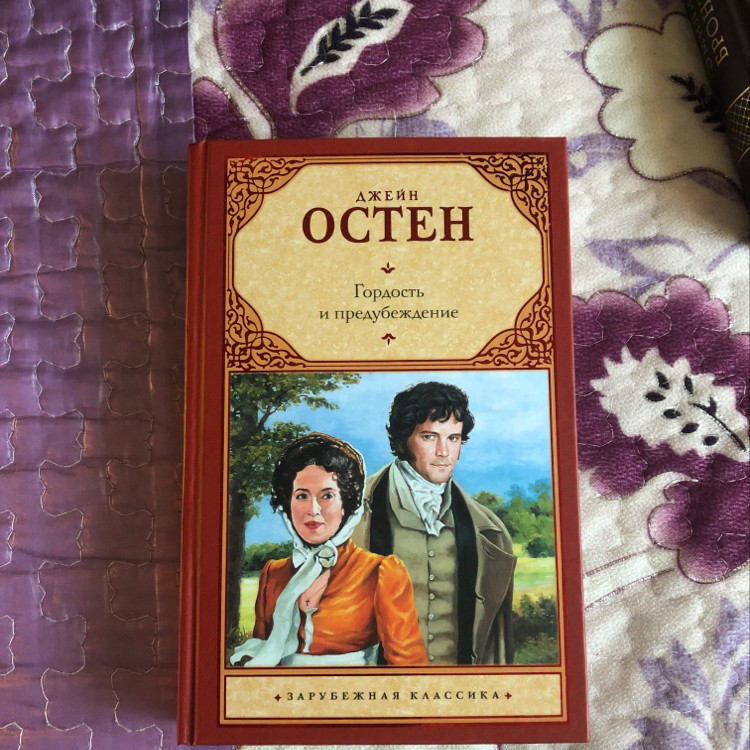 ДЖЕЙН
ОСТЕН
Гордость
и предубеждение
ЗАРУБЕЖНАЯ КЛАССИКА